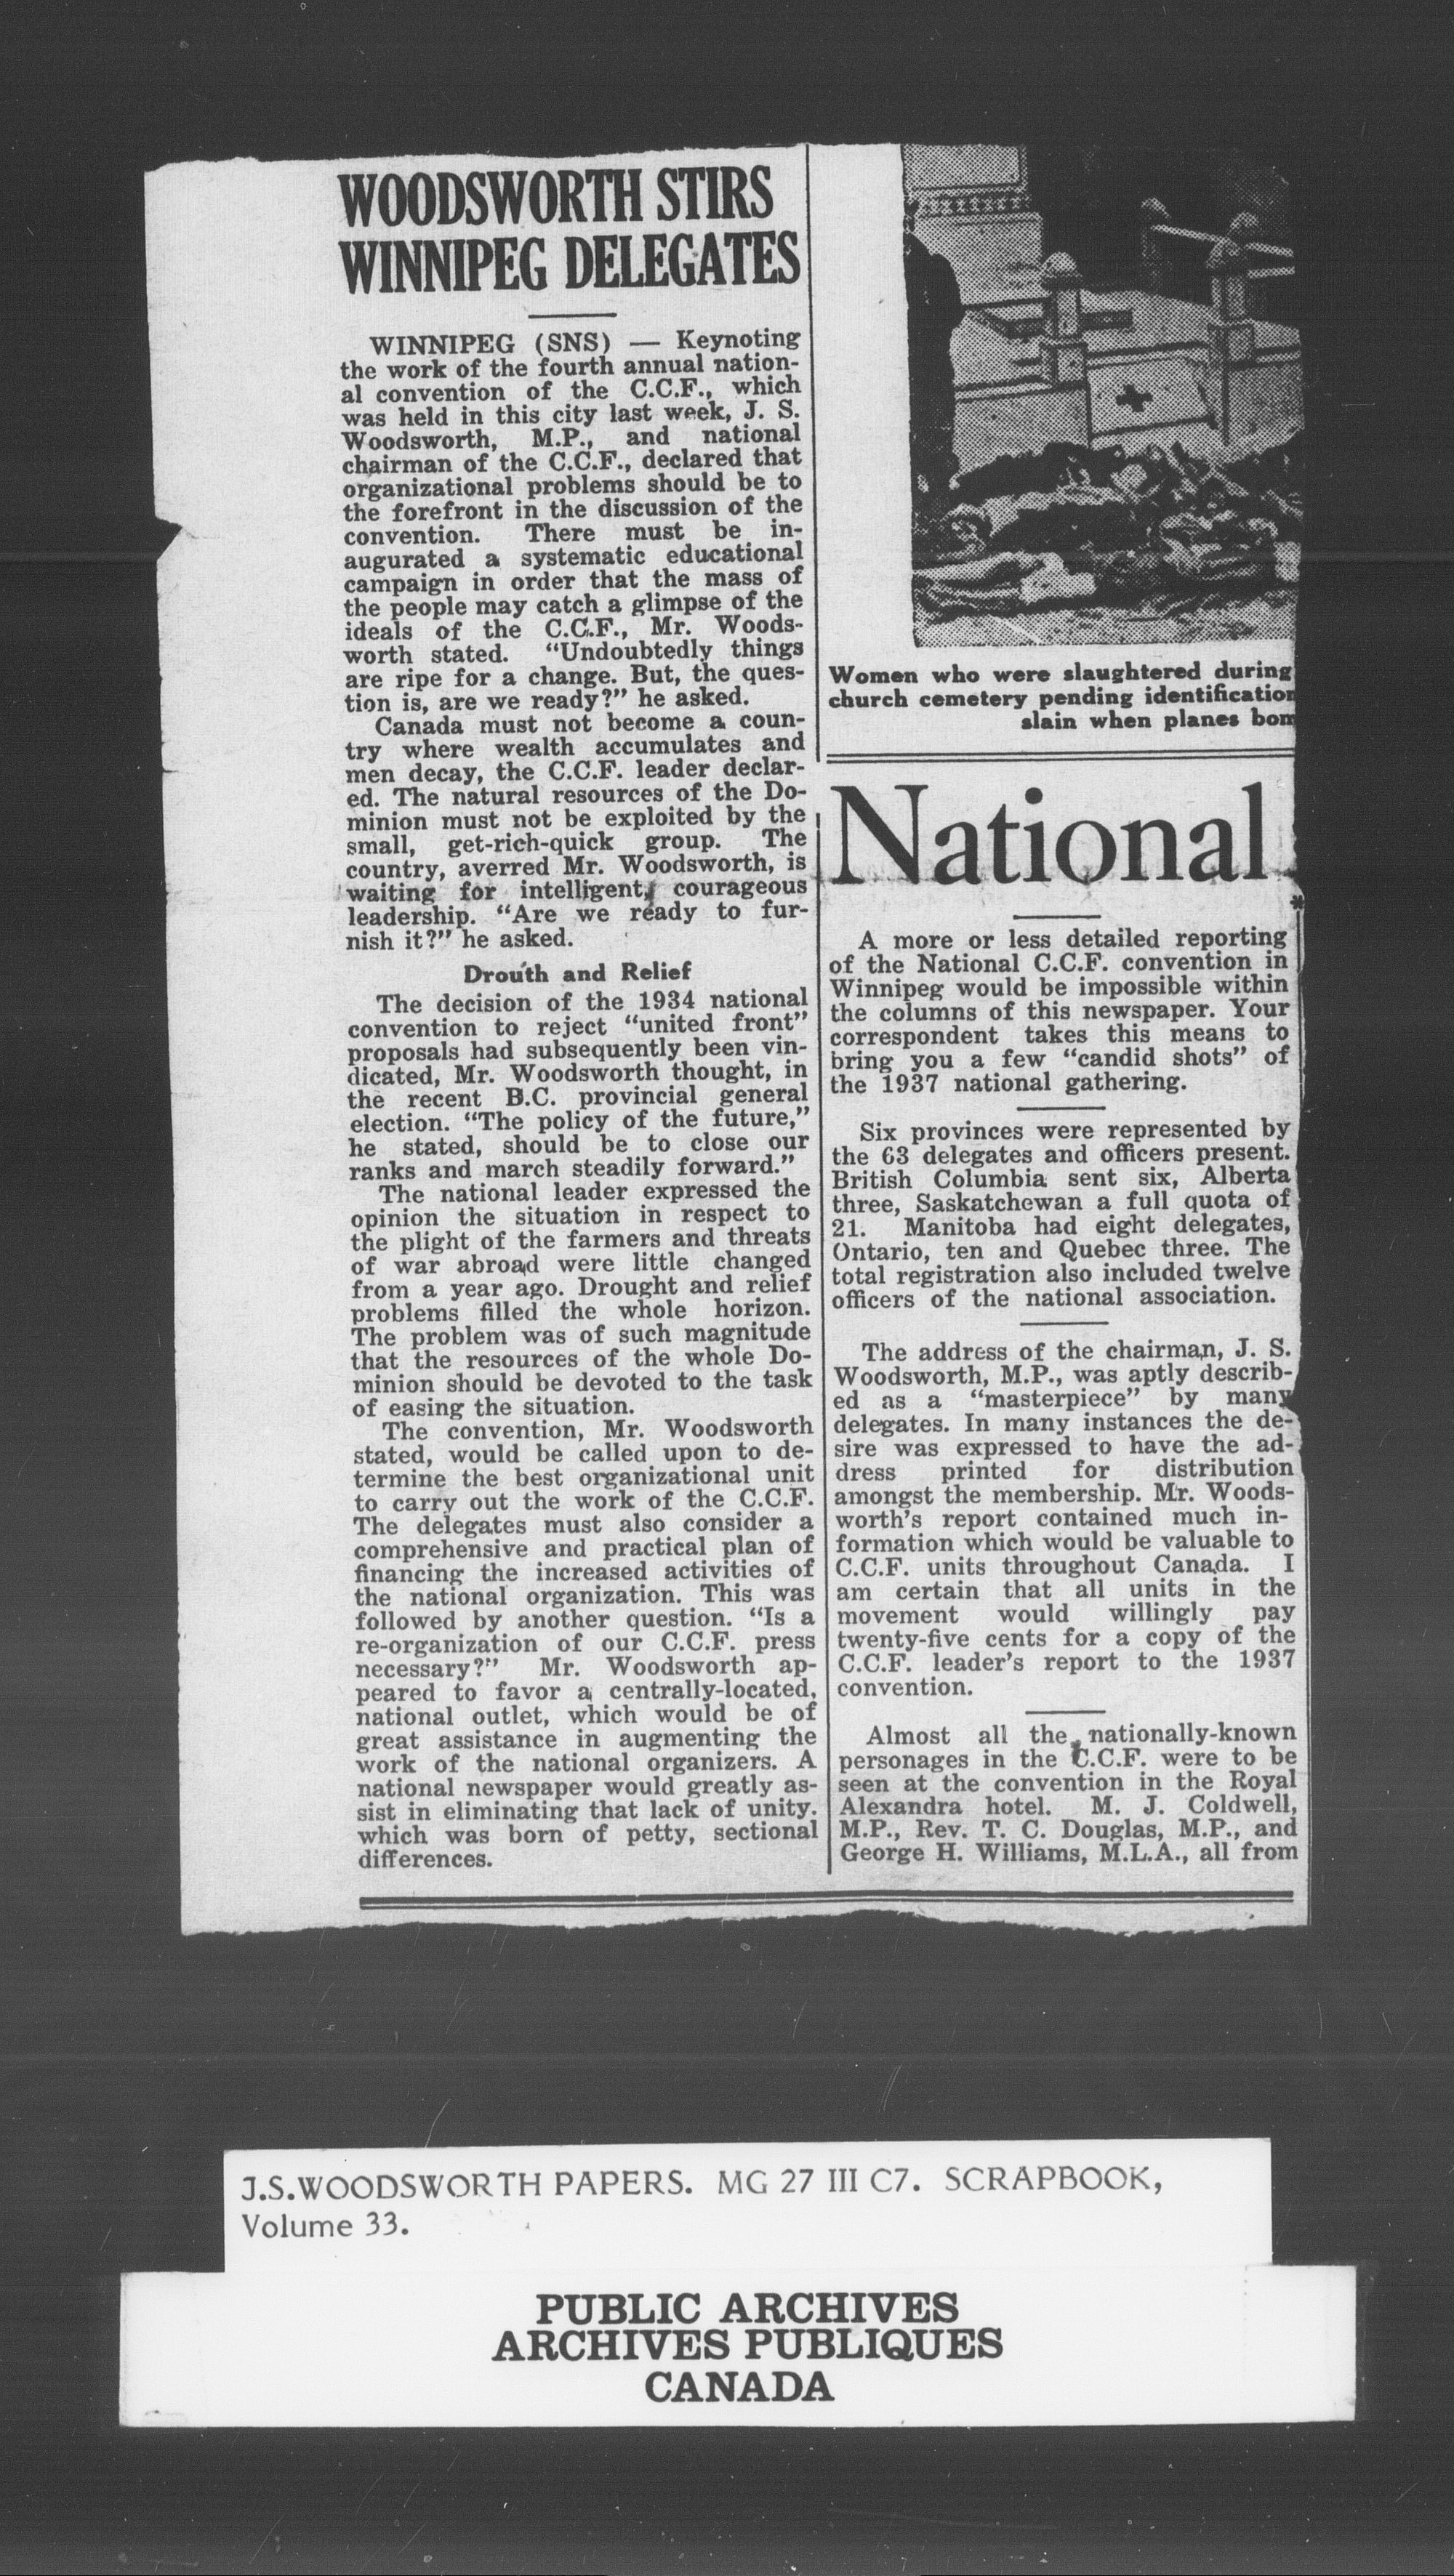 WOODSWORTH STIRS
WINNIPEG DELEGATES
WINNIPEG (SNS) — Keynoting
the work of the fourth annual nation-
al convention of the C.C.F., which
was held in this city last week, J. S.
Woodsworth, M.P., and national
chairman of the C.C.F., declared that
organizational problems should be to
the forefront in the discussion of the
convention. There must be in-
augurated a systematic educational
campaign in order that the mass of
the people may catch a glimpse of the
ideals of the C.C.F., Mr. Woods-
worth stated. "Undoubtedly things
are ripe for a change. But, the ques-
tion is, are we ready?" he asked.
Canada must not become a coun-
try where wealth accumulates and
men decay, the C.C.F. leader declar-
ed. The natural resources of the Do-
minion must not be exploited by the
small, get-rich-quick group. The
country, averred Mr. Woodsworth, is
waiting for intelligent, courageous
leadership. "Are we ready to fur-
nish it?" he asked.
Drouth and Relief
The decision of the 1934 national
convention to reject "united front"
proposals had subsequently been vin-
dicated, Mr. Woodsworth thought, in
the recent B.C. provincial general
election. "The policy of the future,"
he stated, should be to close our
ranks and march steadily forward."
The national leader expressed the
opinion the situation in respect to
the plight of the farmers and threats
of war abroad were little changed
from a year ago. Drought and relief
problems filled the whole horizon.
The problem was of such magnitude
that the resources of the whole Do-
minion should be devoted to the task
of easing the situation.
The convention, Mr. Woodsworth
stated, would be called upon to de-
termine the best organizational unit
to carry out the work of the C.C.F.
The delegates must also consider a
comprehensive and practical plan of
financing the increased activities of
the national organization. This was
followed by another question. "Is a
re-organization of our C.C.F. press
necessary?" Mr. Woodsworth ap-
peared to favor a centrally-located,
national outlet, which would be of
great assistance in augmenting the
work of the national organizers. A
national newspaper would greatly as-
sist in eliminating that lack of unity.
which was born of petty, sectional
differences.
Women who were slaughtered during
church cemetery pending identification
slain when planes bom
National
A more or less detailed reporting
of the National C.C.F. convention in
Winnipeg would be impossible within
the columns of this newspaper. Your
correspondent takes this means to
bring you a few "candid shots" of
the 1937 national gathering.
Six provinces were represented by
the 63 delegates and officers present.
British Columbia sent six, Alberta
three, Saskatchewan a full quota of
21. Manitoba had eight delegates,
Ontario, ten and Quebec three. The
total registration also included twelve
officers of the national association.
The address of the chairman, J. S.
Woodsworth, M.P., was aptly describ-
ed as a "masterpiece" by many
delegates. In many instances the de-
sire was expressed to have the ad-
dress printed for distribution
amongst the membership. Mr. Woods-
worth's report contained much in-
formation which would be valuable to
C.C.F. units throughout Canada. I
am certain that all units in the
movement would willingly pay
twenty-five cents for a copy of the
C.C.F. leader's report to the 1937
convention.
Almost all the nationally-known
personages in the C.C.F. were to be
seen at the convention in the Royal
Alexandra hotel. M. J. Coldwell,
M.P., Rev. T. C. Douglas, M.P., and
George H. Williams, M.L.A., all from
J.S.WOODSWORTH PAPERS. MG 27 III C7. SCRAPBOOK,
Volume 33.
PUBLIC ARCHIVES
ARCHIVES PUBLIQUES
CANADA